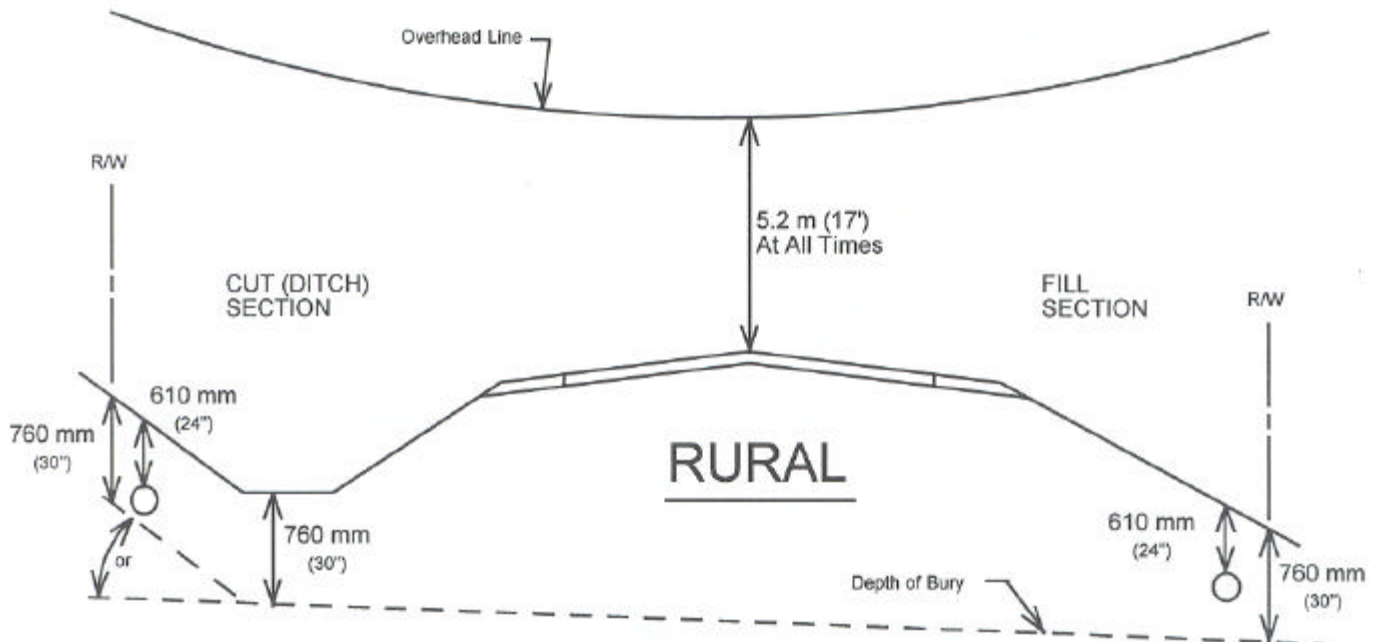 Overhead Line
R/W
5.2 m (17')
At All Times
CUT (DITCH)
SECTION
FILL
SECTION
R/W
610 mm
(24")
760 mm
(30")
RURAL
or
760 mm
(30")
610 mm
(24")
Depth of Bury
760 mm
(30")